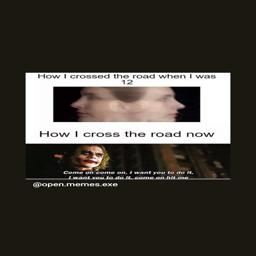 How I crossed the road when I was
12
How I cross the road now
Come on come on, I want you to do it,
I want you to do it, come on hit me
@open.memes.exe